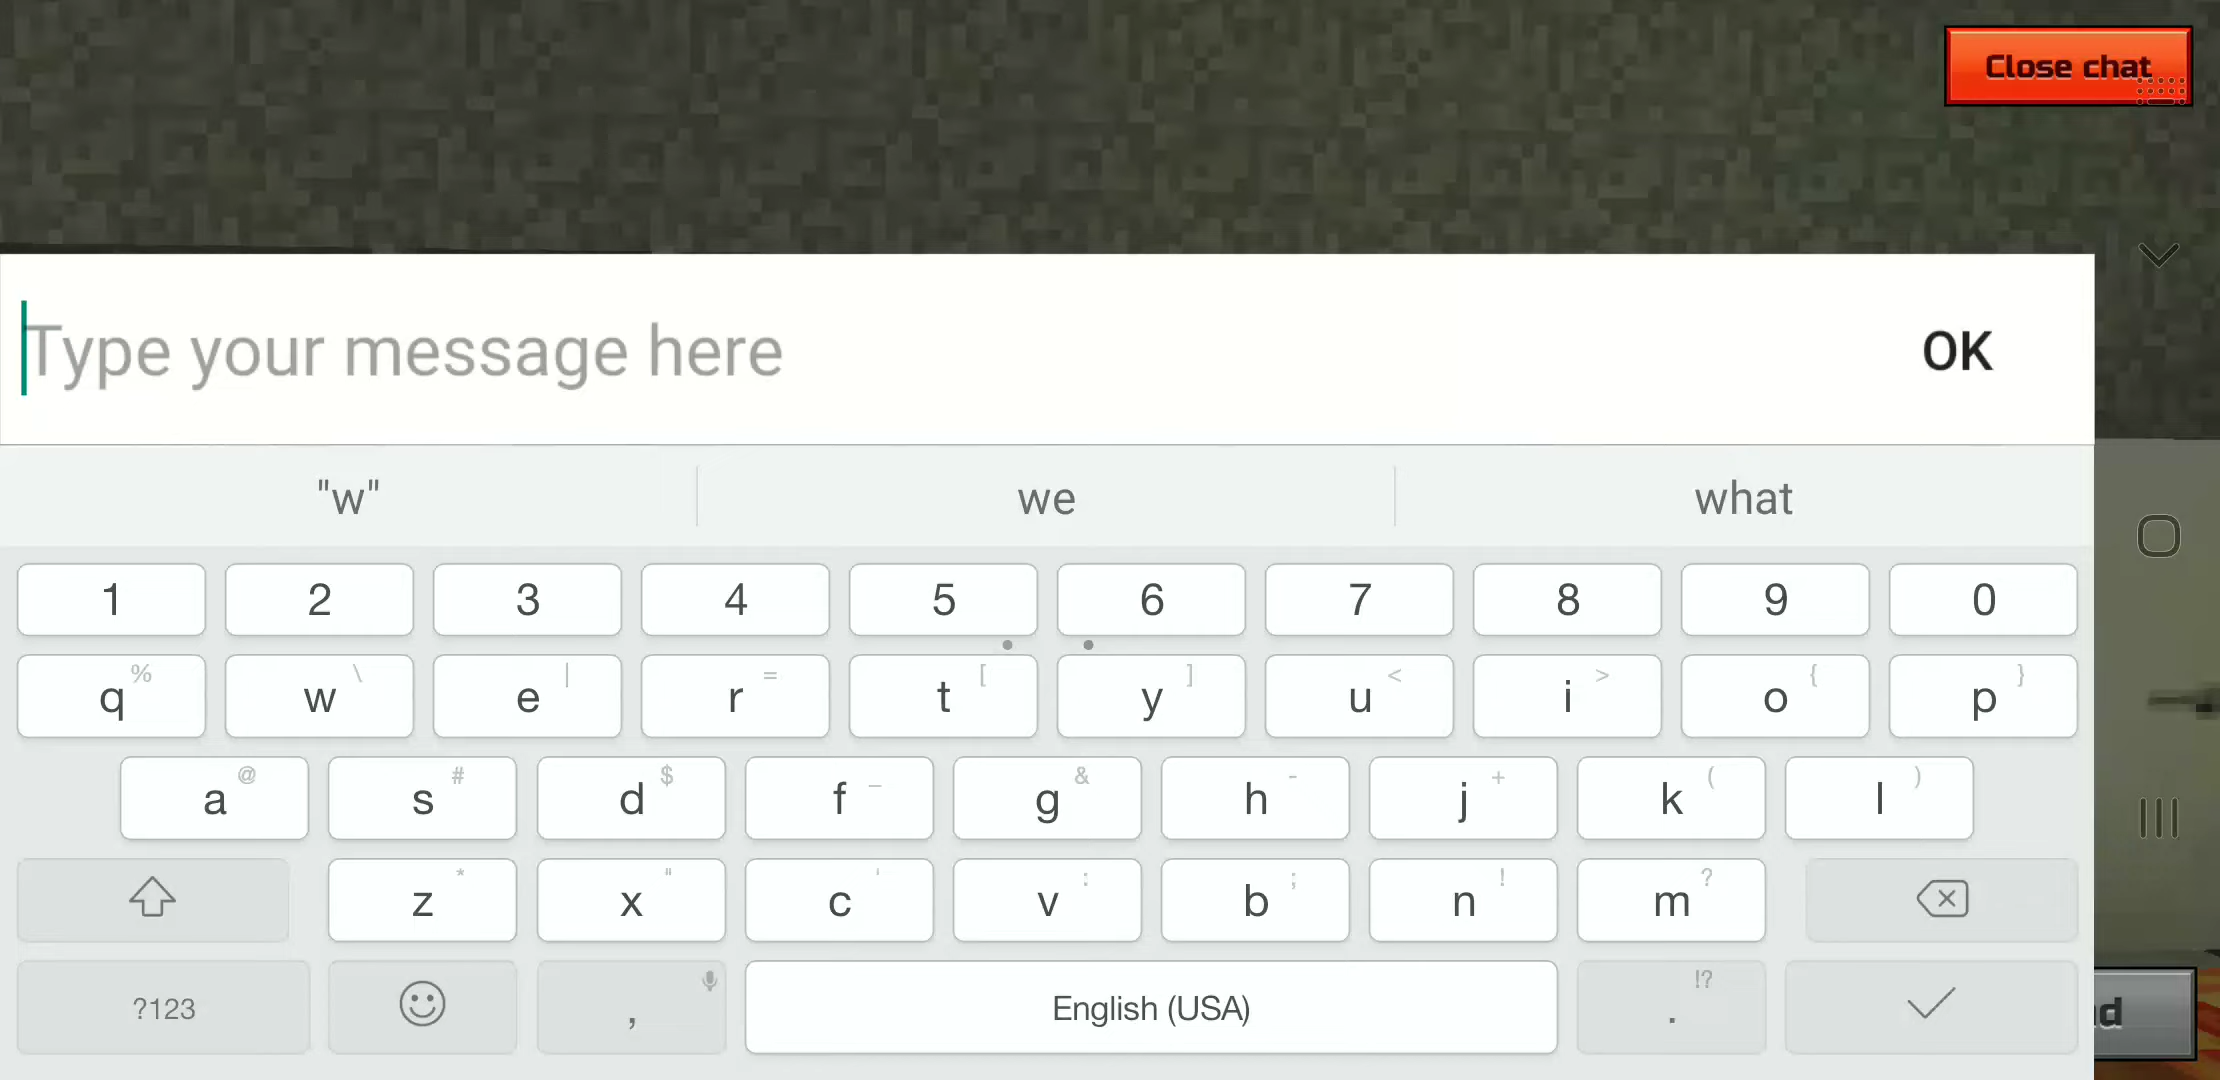 Close chat
Type your message here
OK
"w" we what
1 2 3 4 5 6 7 8 9 0
% \ | = [ ] < > { }
q w e r t y u i o p
@ # $ _ & - + ( )
a s d f g h j k l
* " ' : ; ! ?
z x c v b n m
!?
?123 , English (USA) .
d